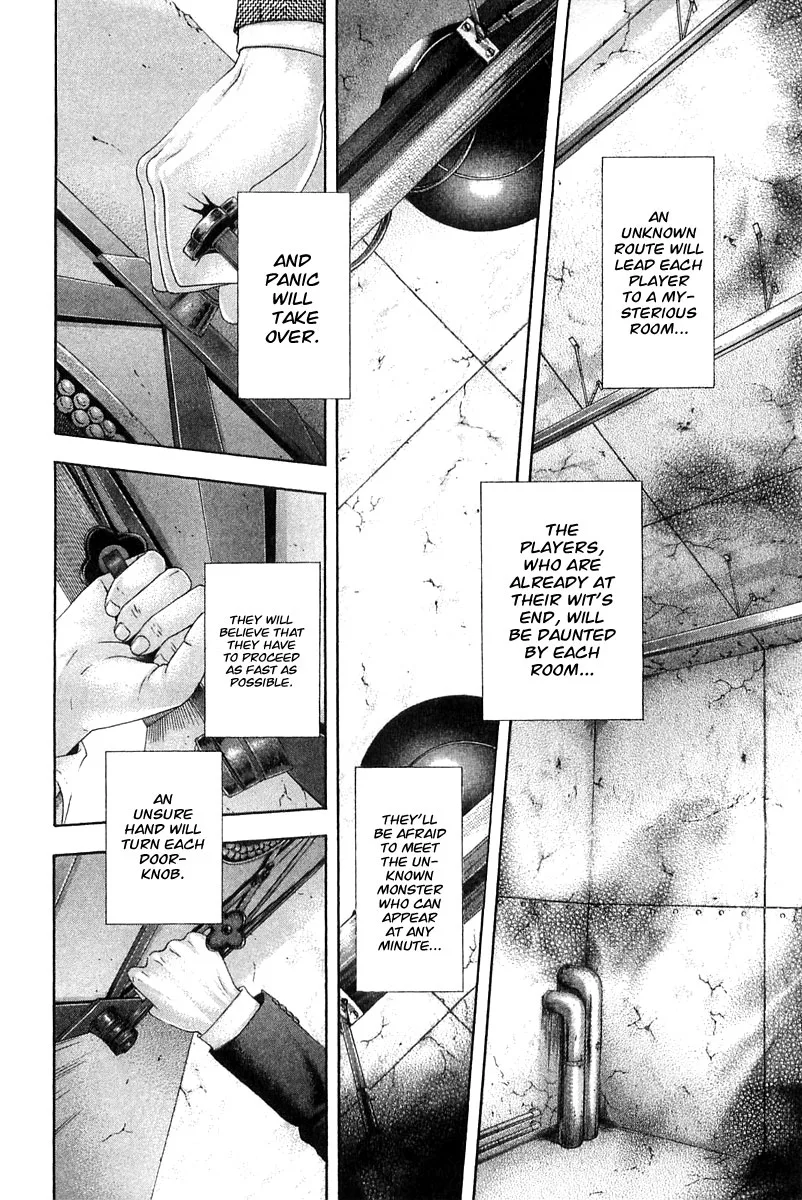 AN
UNKNOWN
ROUTE WILL
LEAD EACH
PLAYER
TO A MY-
STERIOUS
ROOM...
THE
PLAYERS,
WHO ARE
ALREADY AT
THEIR WIT'S
END, WILL
BE DAUNTED
BY EACH
ROOM...
THEY'LL
BE AFRAID
TO MEET
THE UN-
KNOWN
MONSTER
WHO CAN
APPEAR
AT ANY
MINUTE...
AND
PANIC
WILL
TAKE
OVER.
THEY WILL
BELIEVE THAT
THEY HAVE
TO PROCEED
AS FAST AS
POSSIBLE.
AN
UNSURE
HAND WILL
TURN EACH
DOOR-
KNOB.